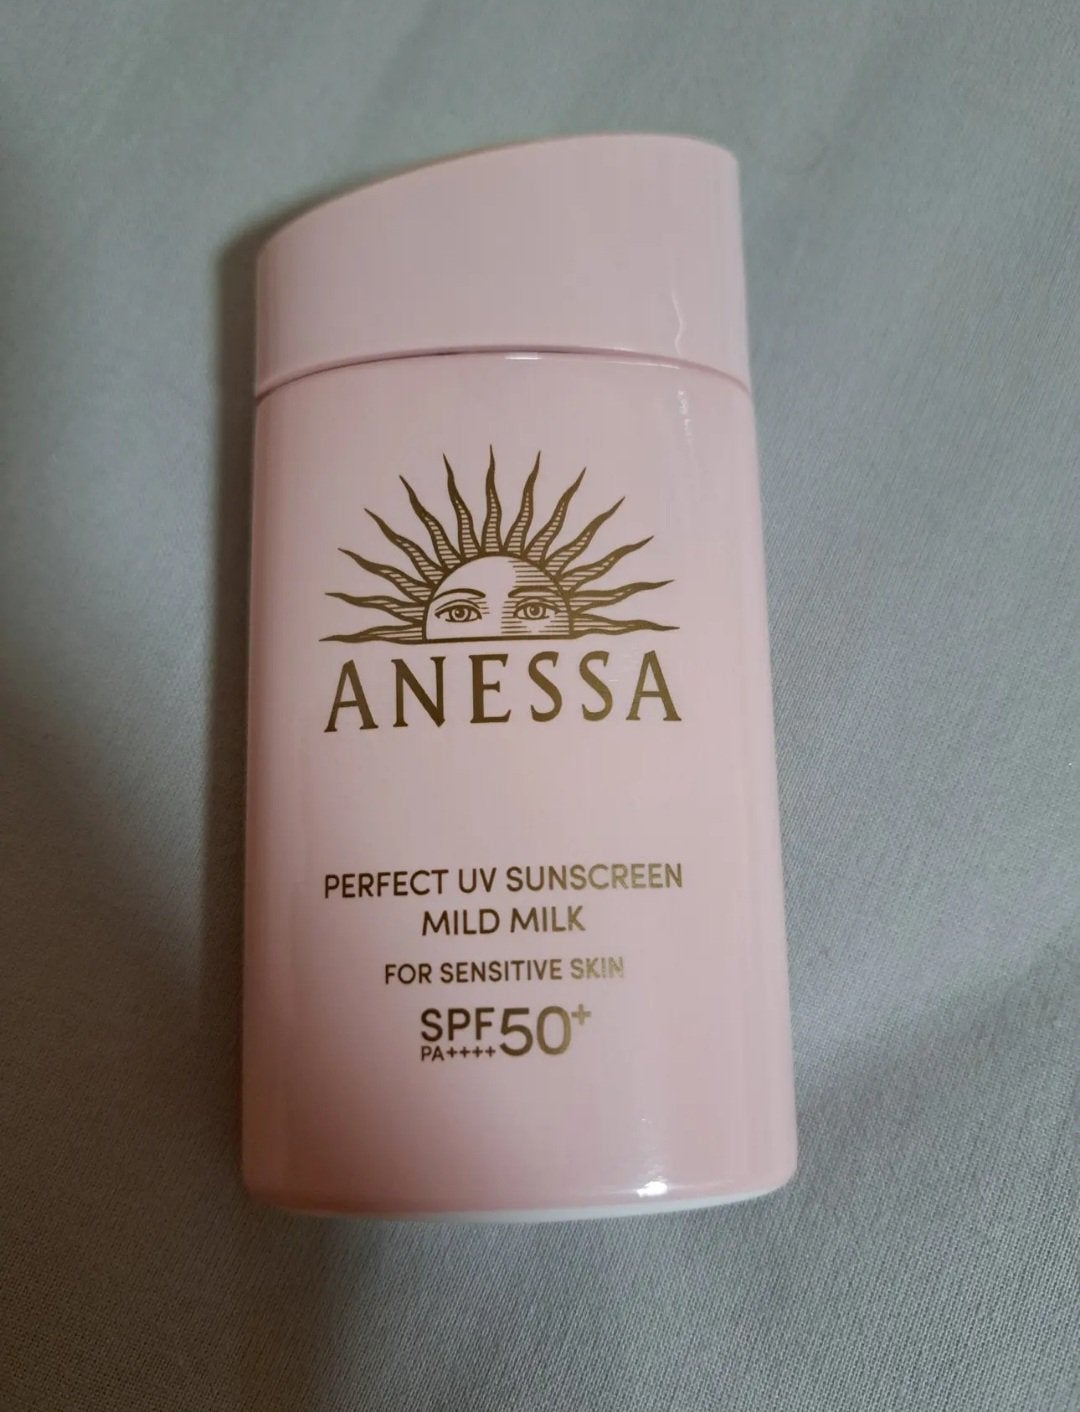 ANESSA
PERFECT UV SUNSCREEN
MILD MILK
FOR SENSITIVE SKIN
SPF50+
PA++++